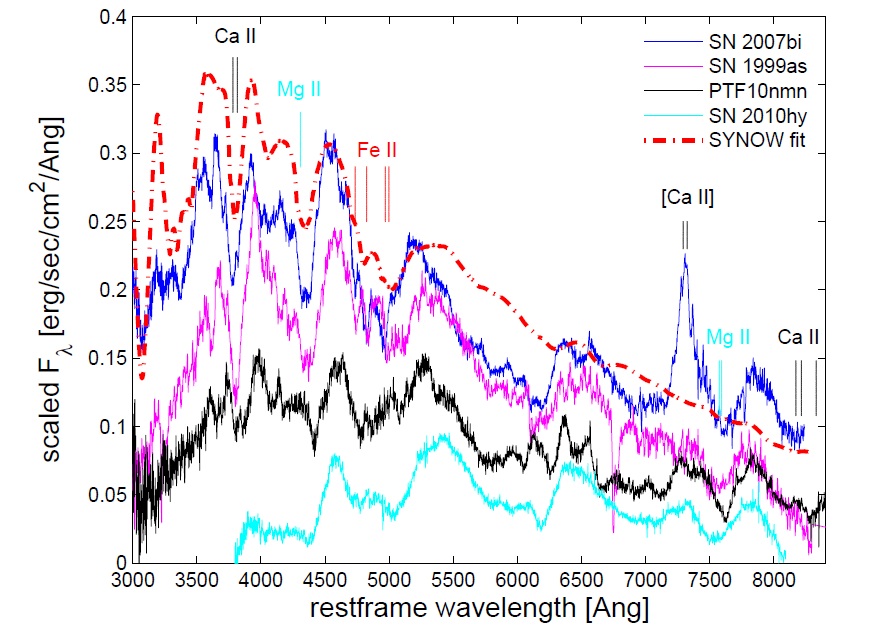 0.4
0.35
0.3
0.25
0.2
0.15
0.1
0.05
0
scaled Fλ [erg/sec/cm²/Ang]
Ca II
Mg II
Fe II
[Ca II]
Mg II
Ca II
SN 2007bi
SN 1999as
PTF10nmn
SN 2010hy
SYNOW fit
3000 3500 4000 4500 5000 5500 6000 6500 7000 7500 8000
restframe wavelength [Ang]